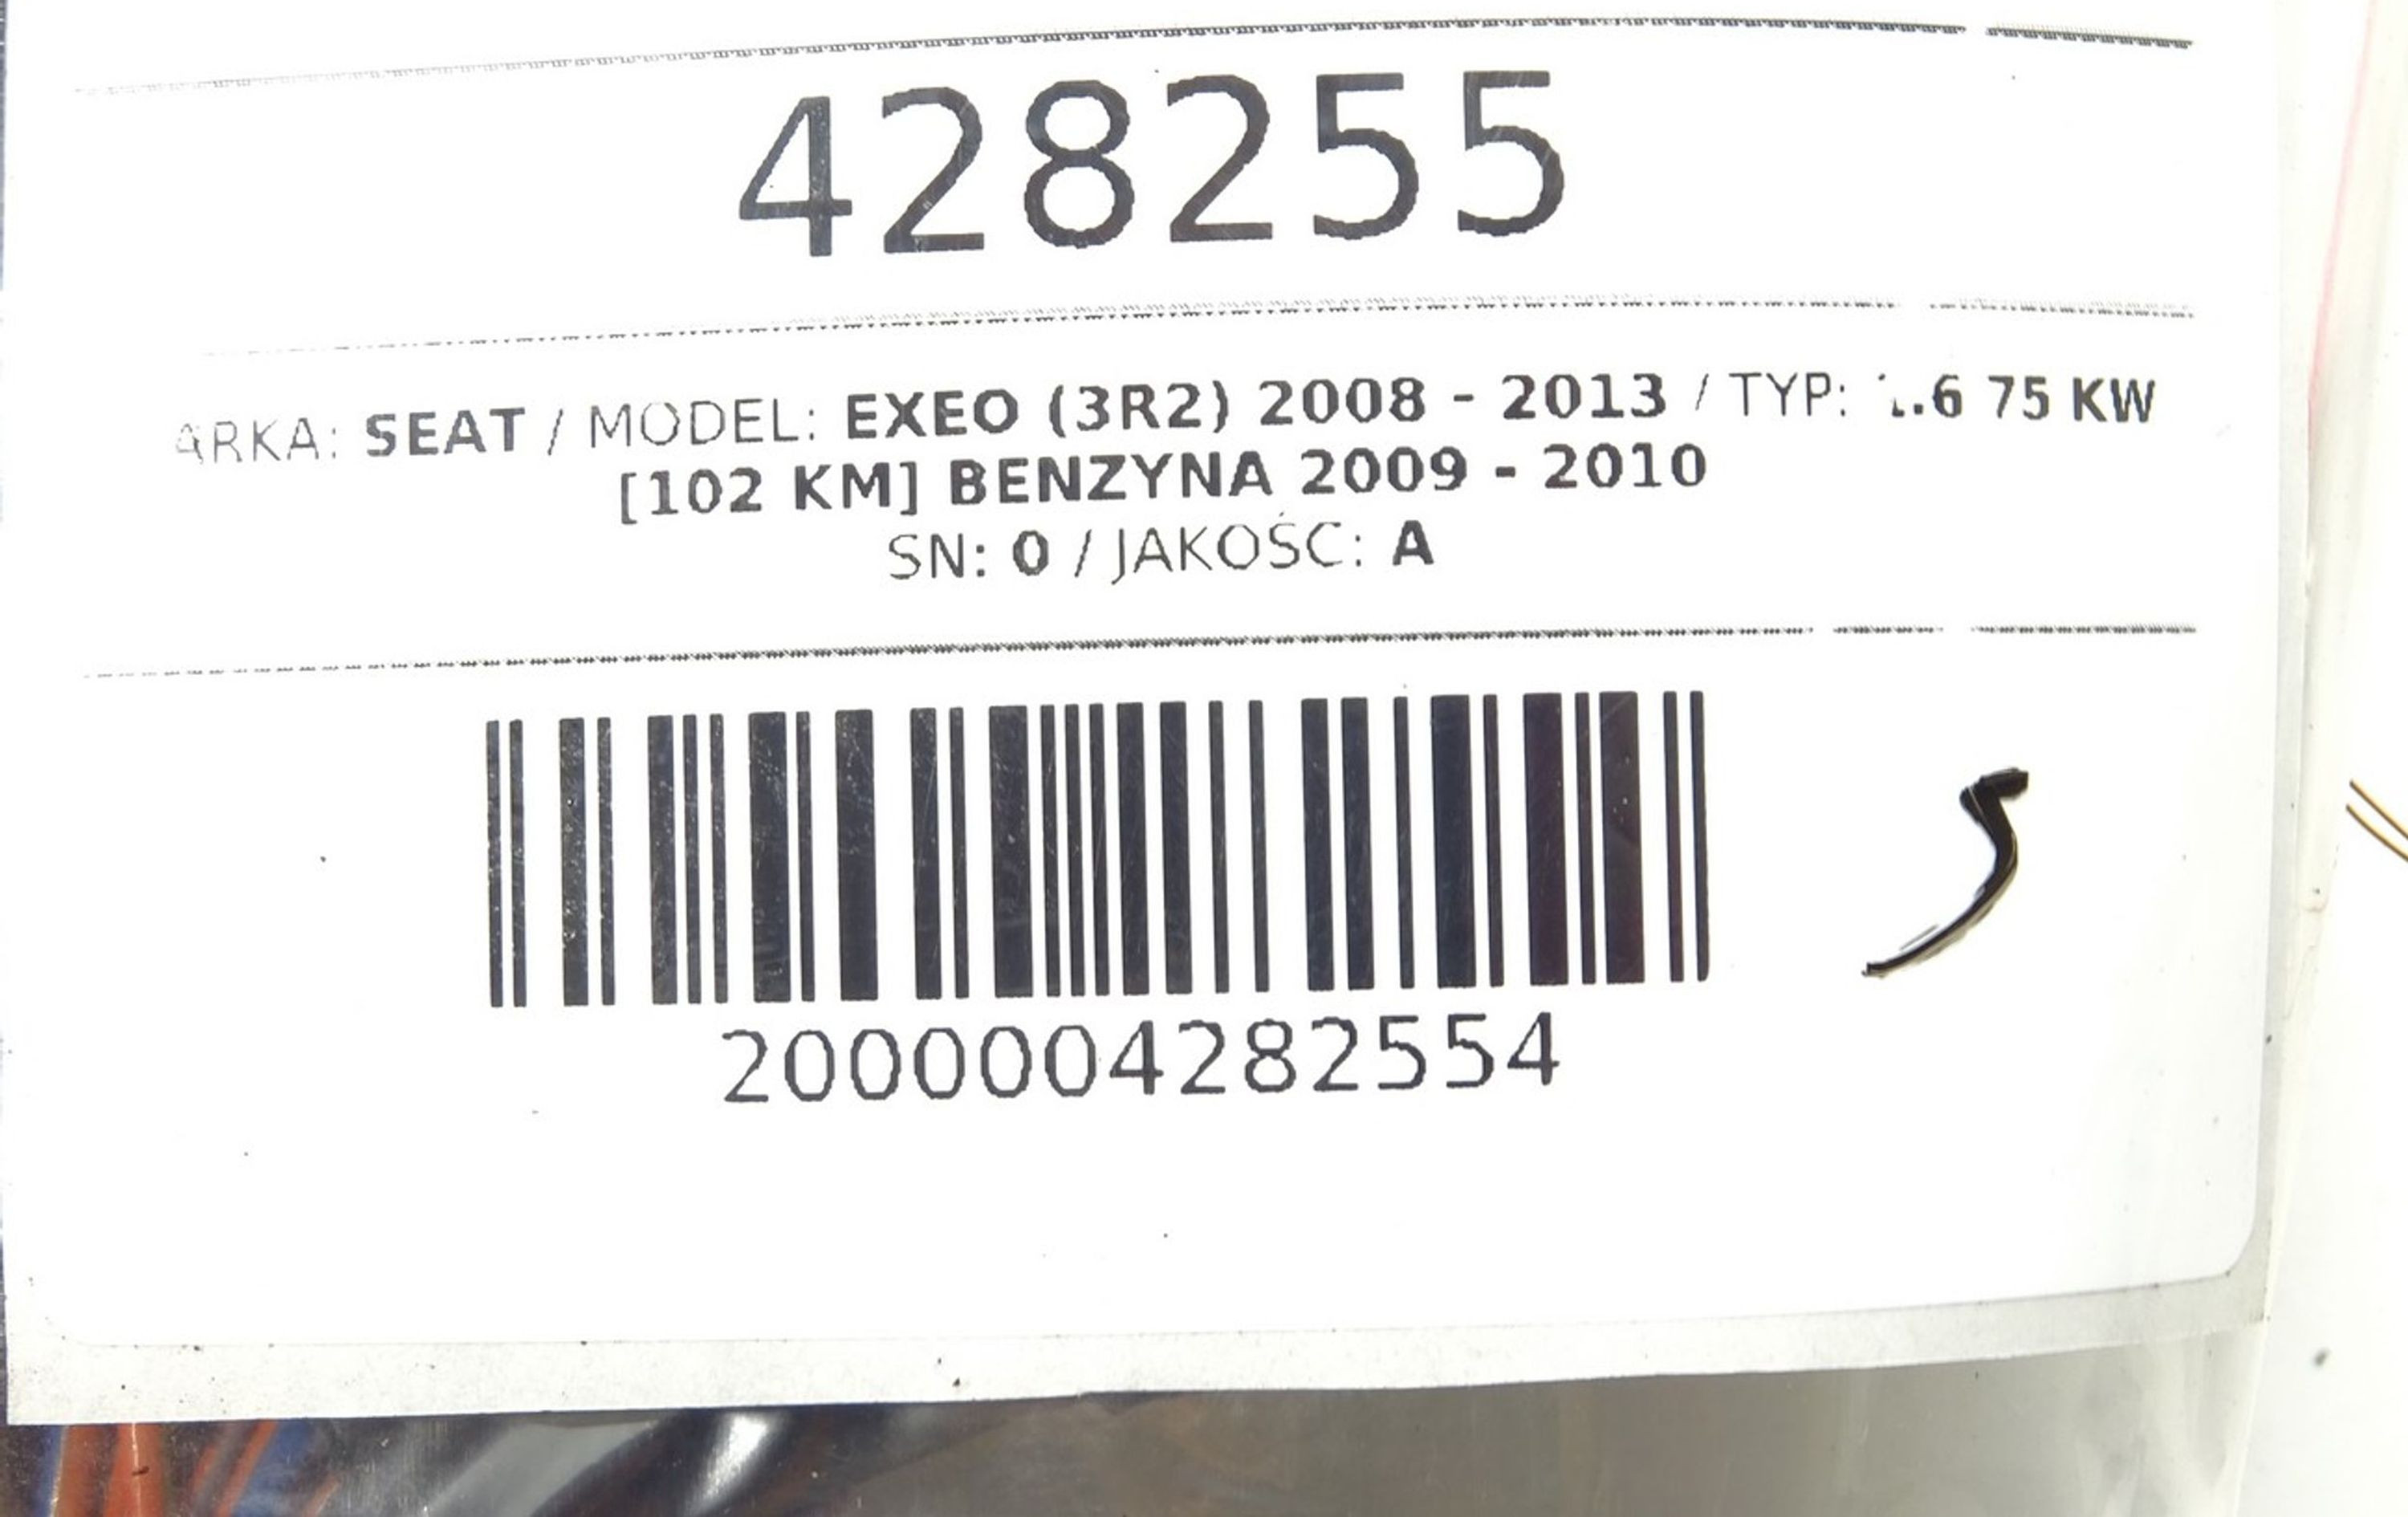 428255
ARKA: SEAT / MODEL: EXEO (3R2) 2008 - 2013 / TYP: 1.6 75 KW
[102 KM] BENZYNA 2009 - 2010
SN: 0 / JAKOŚC: A
2000004282554